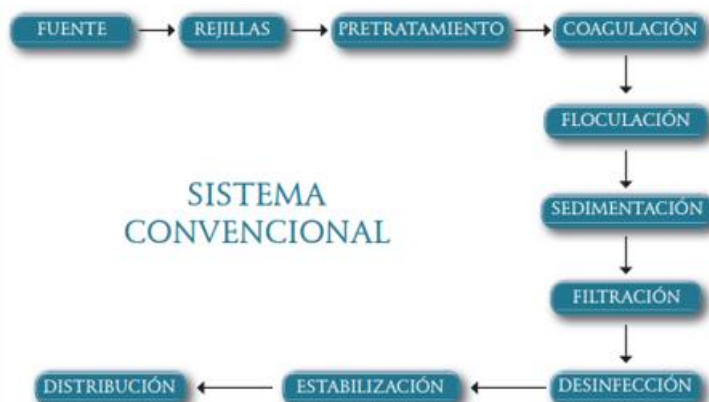 FUENTE
REJILLAS
PRETRATAMIENTO
COAGULACIÓN
FLOCULACIÓN
SISTEMA
CONVENCIONAL
SEDIMENTACIÓN
FILTRACIÓN
DESINFECCIÓN
ESTABILIZACIÓN
DISTRIBUCIÓN